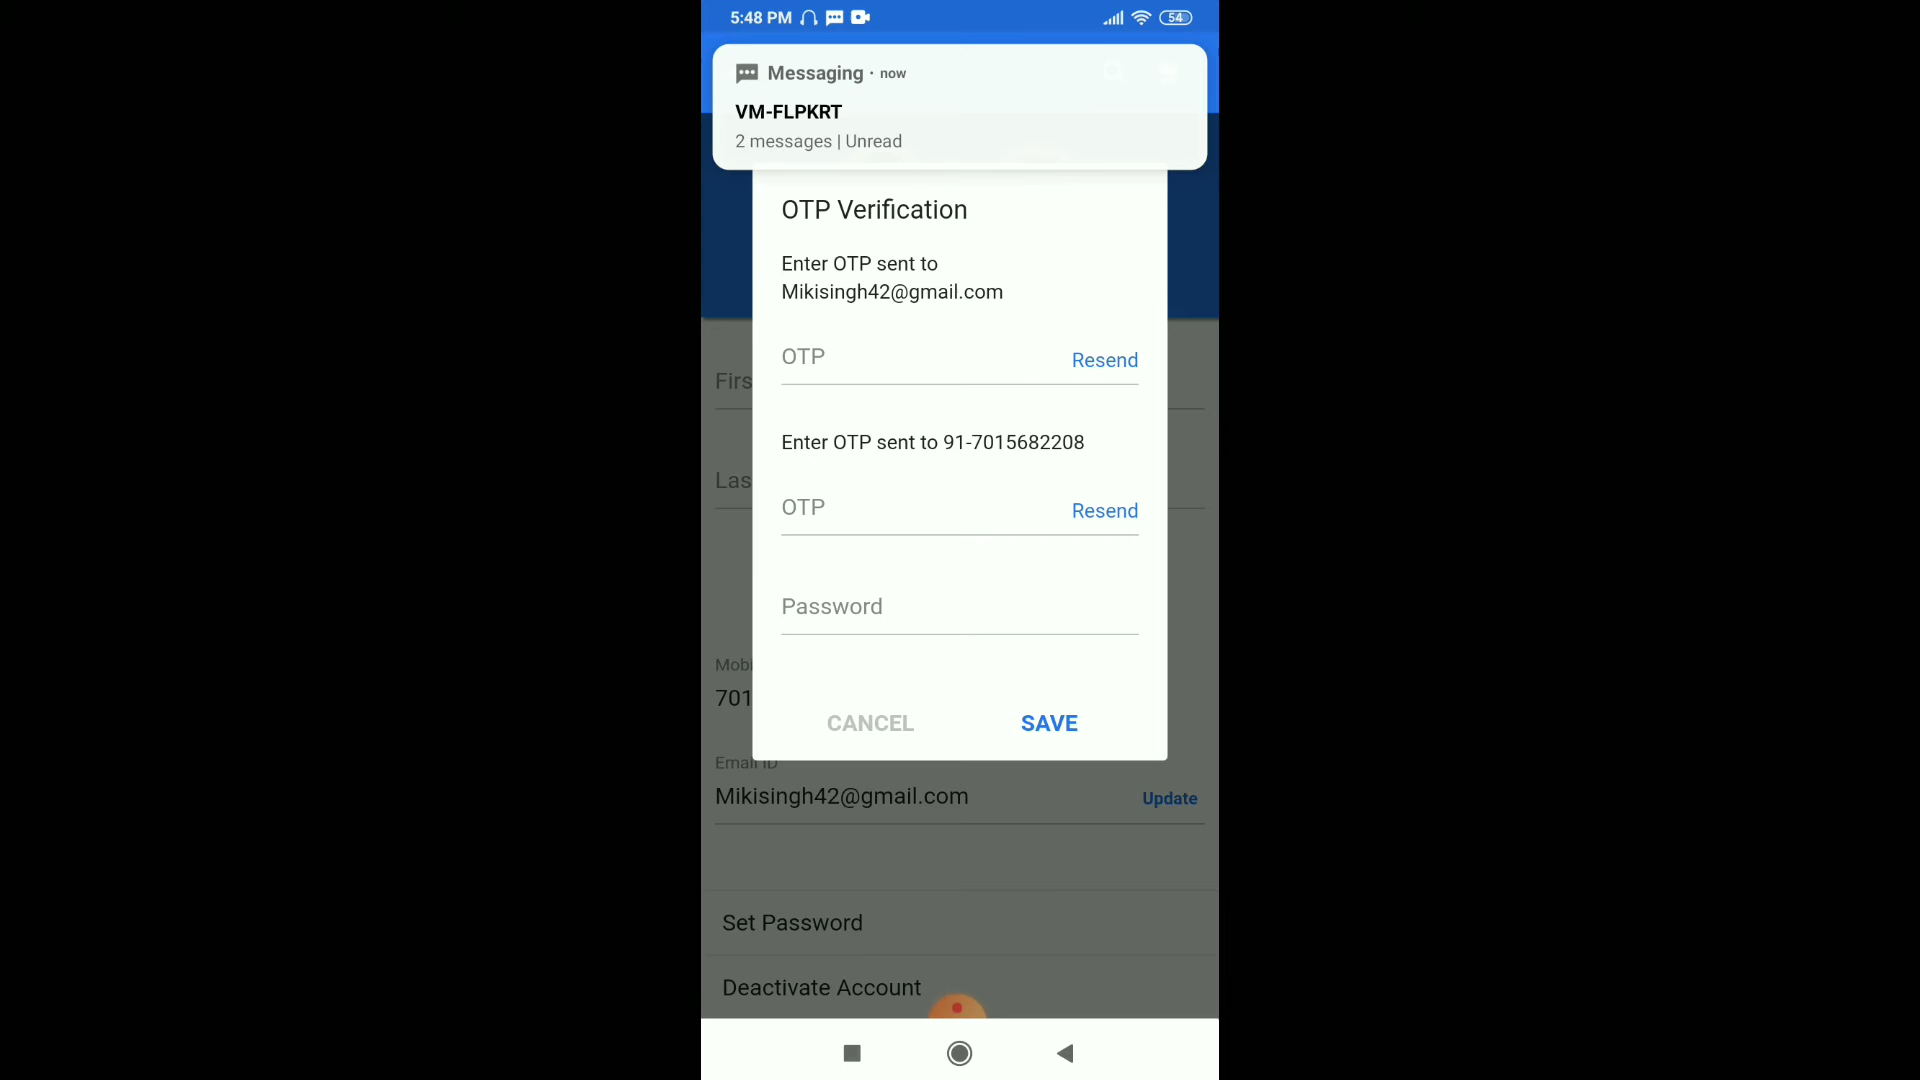 5:48 PM 54
Messaging · now
VM-FLPKRT
2 messages | Unread
OTP Verification
Enter OTP sent to
Mikisingh42@gmail.com
OTP Resend
Firs
Enter OTP sent to 91-7015682208
Las
OTP Resend
Password
Mobi
701
CANCEL SAVE
Email ID
Mikisingh42@gmail.com Update
Set Password
Deactivate Account